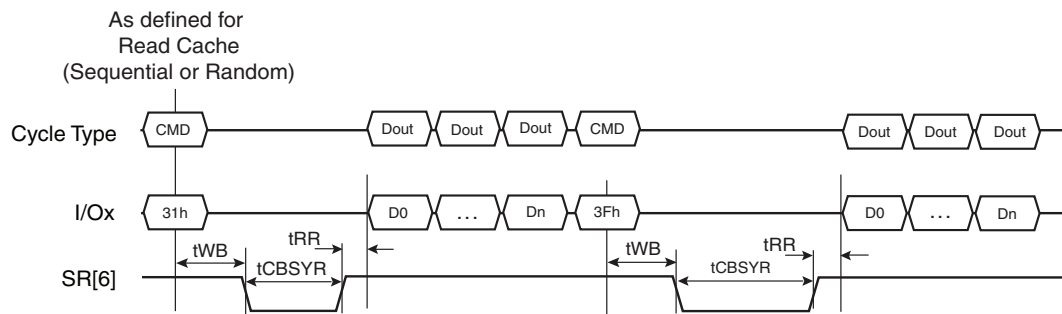 As defined for
Read Cache
(Sequential or Random)
Cycle Type CMD Dout Dout Dout CMD Dout Dout Dout
I/Ox 31h D0 ... Dn 3Fh D0 ... Dn
tWB tRR tWB tRR
tCBSYR tCBSYR
SR[6]